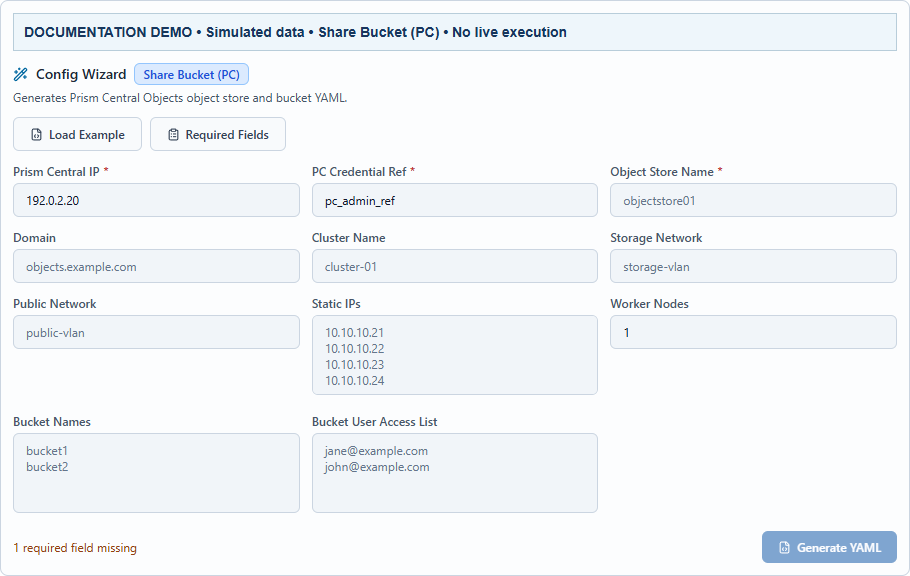 DOCUMENTATION DEMO • Simulated data • Share Bucket (PC) • No live execution
Config Wizard
Share Bucket (PC)
Generates Prism Central Objects object store and bucket YAML.
Load Example
Required Fields
Prism Central IP *
192.0.2.20
PC Credential Ref *
pc_admin_ref
Object Store Name *
objectstore01
Domain
objects.example.com
Cluster Name
cluster-01
Storage Network
storage-vlan
Public Network
public-vlan
Static IPs
10.10.10.21
10.10.10.22
10.10.10.23
10.10.10.24
Worker Nodes
1
Bucket Names
bucket1
bucket2
Bucket User Access List
jane@example.com
john@example.com
1 required field missing
Generate YAML